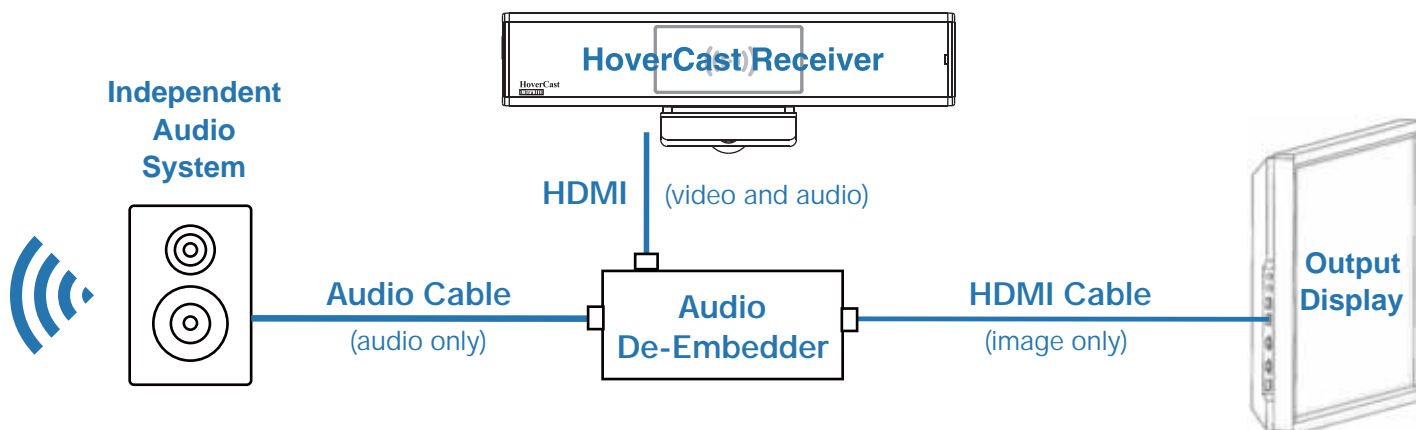 HoverCast Receiver
HoverCast
Independent
Audio
System
HDMI (video and audio)
Audio Cable
(audio only)
Audio
De-Embedder
HDMI Cable
(image only)
Output
Display